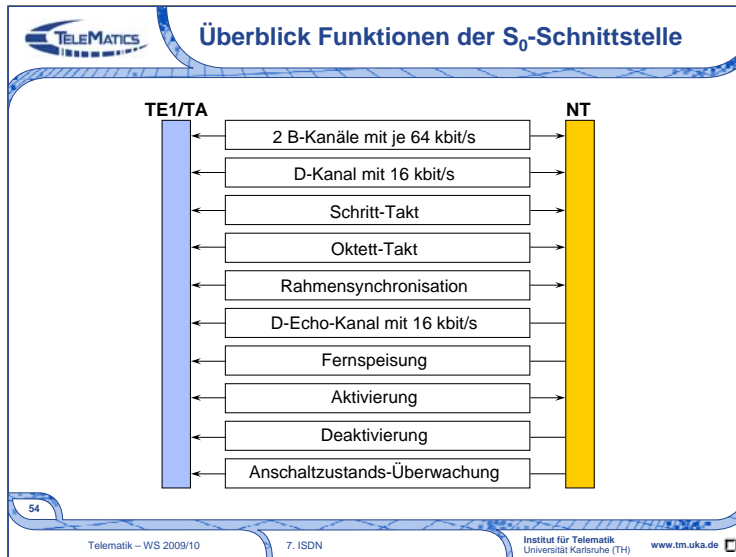 TELEMATICS
Überblick Funktionen der S0-Schnittstelle
TE1/TA
NT
2 B-Kanäle mit je 64 kbit/s
D-Kanal mit 16 kbit/s
Schritt-Takt
Oktett-Takt
Rahmensynchronisation
D-Echo-Kanal mit 16 kbit/s
Fernspeisung
Aktivierung
Deaktivierung
Anschaltzustands-Überwachung
54
Telematik – WS 2009/10
7. ISDN
Institut für Telematik
Universität Karlsruhe (TH)
www.tm.uka.de